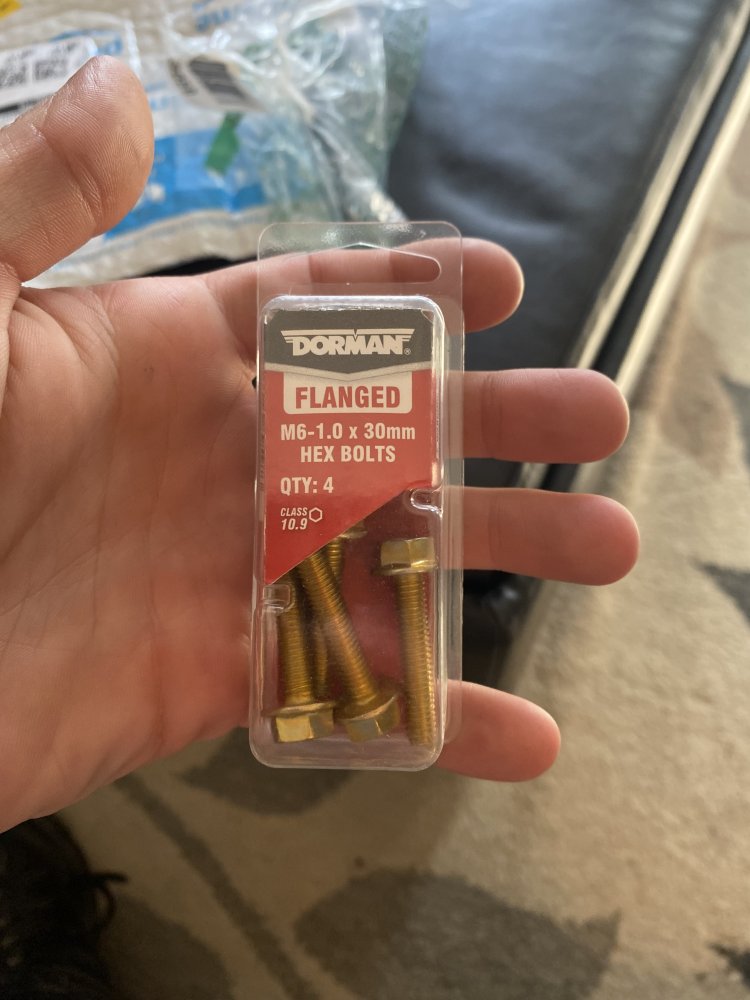 DORMAN®
FLANGED
M6-1.0 x 30mm
HEX BOLTS
QTY: 4
CLASS
10.9